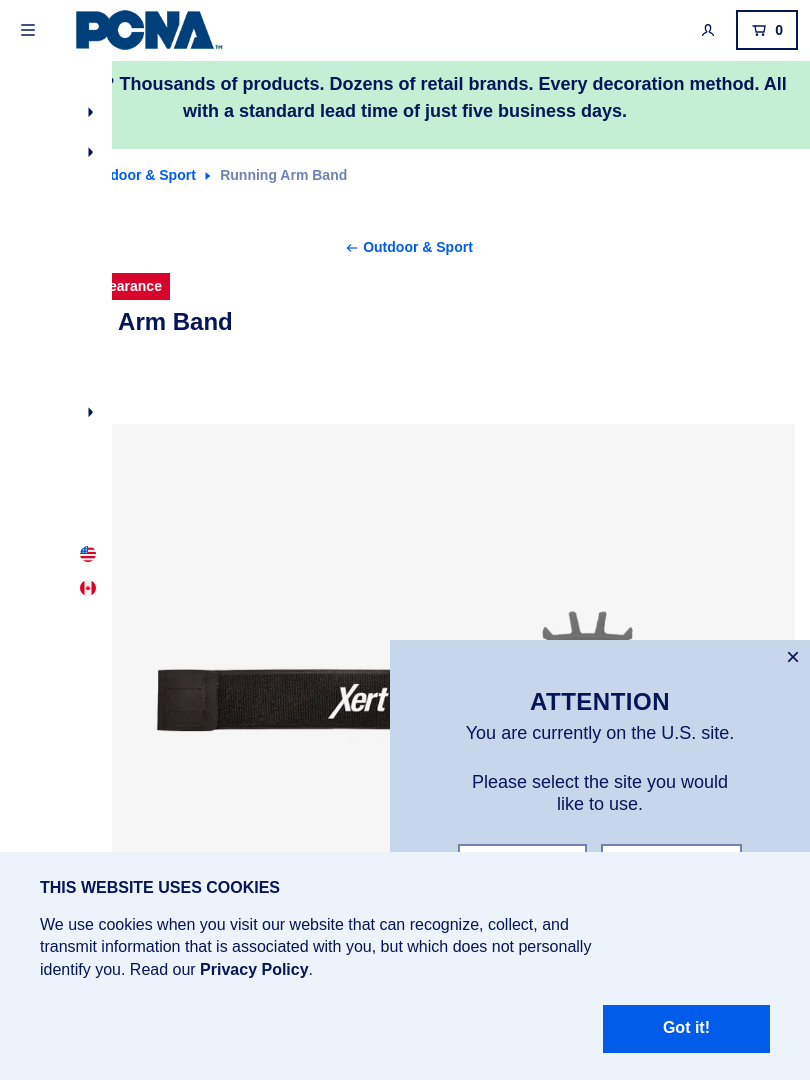 PCNA™
0
? Thousands of products. Dozens of retail brands. Every decoration method. All
with a standard lead time of just five business days.
door & Sport
Running Arm Band
Outdoor & Sport
earance
Arm Band
Xert
ATTENTION
You are currently on the U.S. site.
Please select the site you would
like to use.
THIS WEBSITE USES COOKIES
We use cookies when you visit our website that can recognize, collect, and
transmit information that is associated with you, but which does not personally
identify you. Read our Privacy Policy.
Got it!